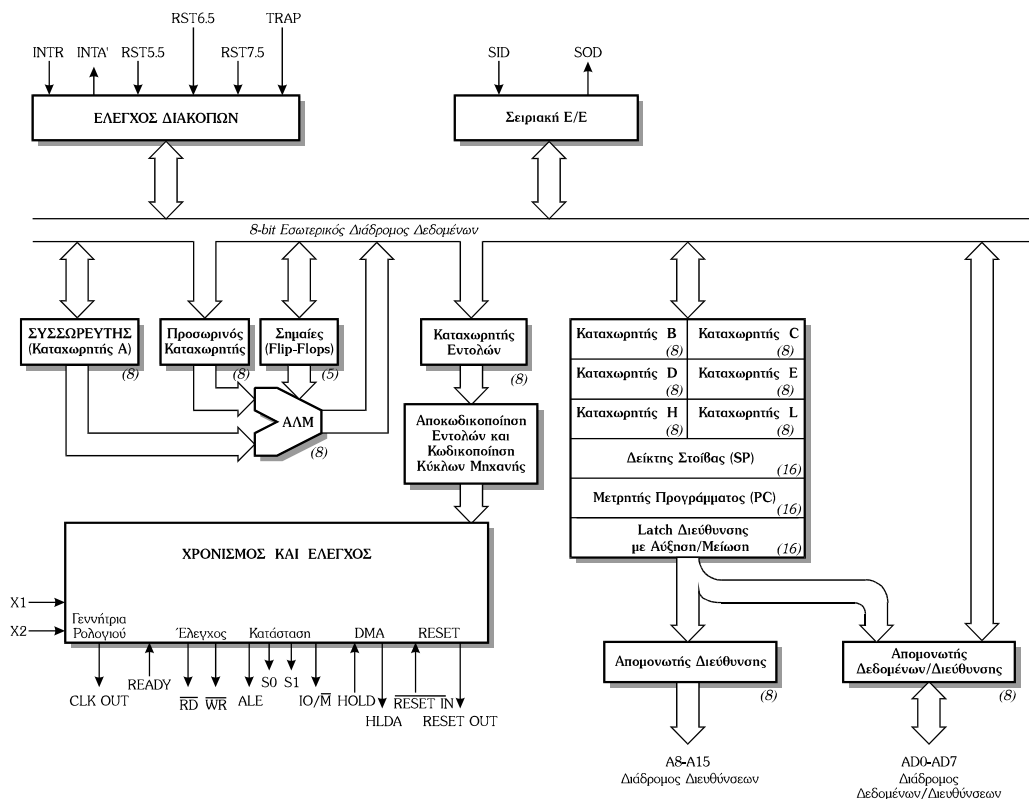 RST6.5 TRAP
INTR INTA' RST5.5 RST7.5
SID SOD
ΕΛΕΓΧΟΣ ΔΙΑΚΟΠΩΝ
Σειριακή Ε/Ε
8-bit Εσωτερικός Διάδρομος Δεδομένων
ΣΥΣΣΩΡΕΥΤΗΣ
(Καταχωρητής Α)
(8)
Προσωρινός
Καταχωρητής
(8)
Σημαίες
(Flip-Flops)
(5)
ΑΛΜ
(8)
Καταχωρητής
Εντολών
(8)
Αποκωδικοποίηση
Εντολών και
Κωδικοποίηση
Κύκλων Μηχανής
Καταχωρητής B
(8)
Καταχωρητής C
(8)
Καταχωρητής D
(8)
Καταχωρητής E
(8)
Καταχωρητής H
(8)
Καταχωρητής L
(8)
Δείκτης Στοίβας (SP)
(16)
Μετρητής Προγράμματος (PC)
(16)
Latch Διεύθυνσης
με Αύξηση/Μείωση
(16)
ΧΡΟΝΙΣΜΟΣ ΚΑΙ ΕΛΕΓΧΟΣ
X1
X2
Γεννήτρια
Ρολογιού
Έλεγχος Κατάσταση DMA RESET
CLK OUT READY RD WR ALE S0 S1 IO/M HOLD HLDA RESET IN RESET OUT
Απομονωτής Διεύθυνσης
(8)
Απομονωτής
Δεδομένων/Διεύθυνσης
(8)
A8-A15
Διάδρομος Διευθύνσεων
AD0-AD7
Διάδρομος
Δεδομένων/Διευθύνσεων